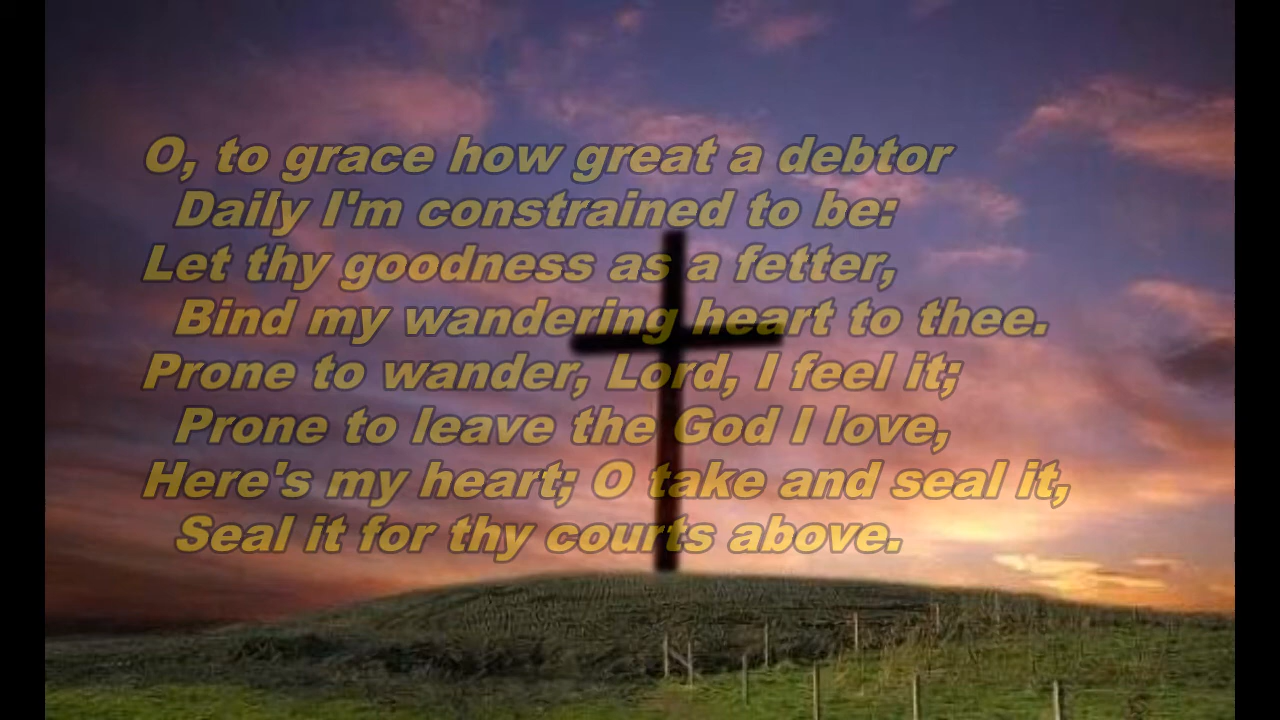 O, to grace how great a debtor
Daily I'm constrained to be:
Let thy goodness as a fetter,
Bind my wandering heart to thee.
Prone to wander, Lord, I feel it;
Prone to leave the God I love,
Here's my heart; O take and seal it,
Seal it for thy courts above.